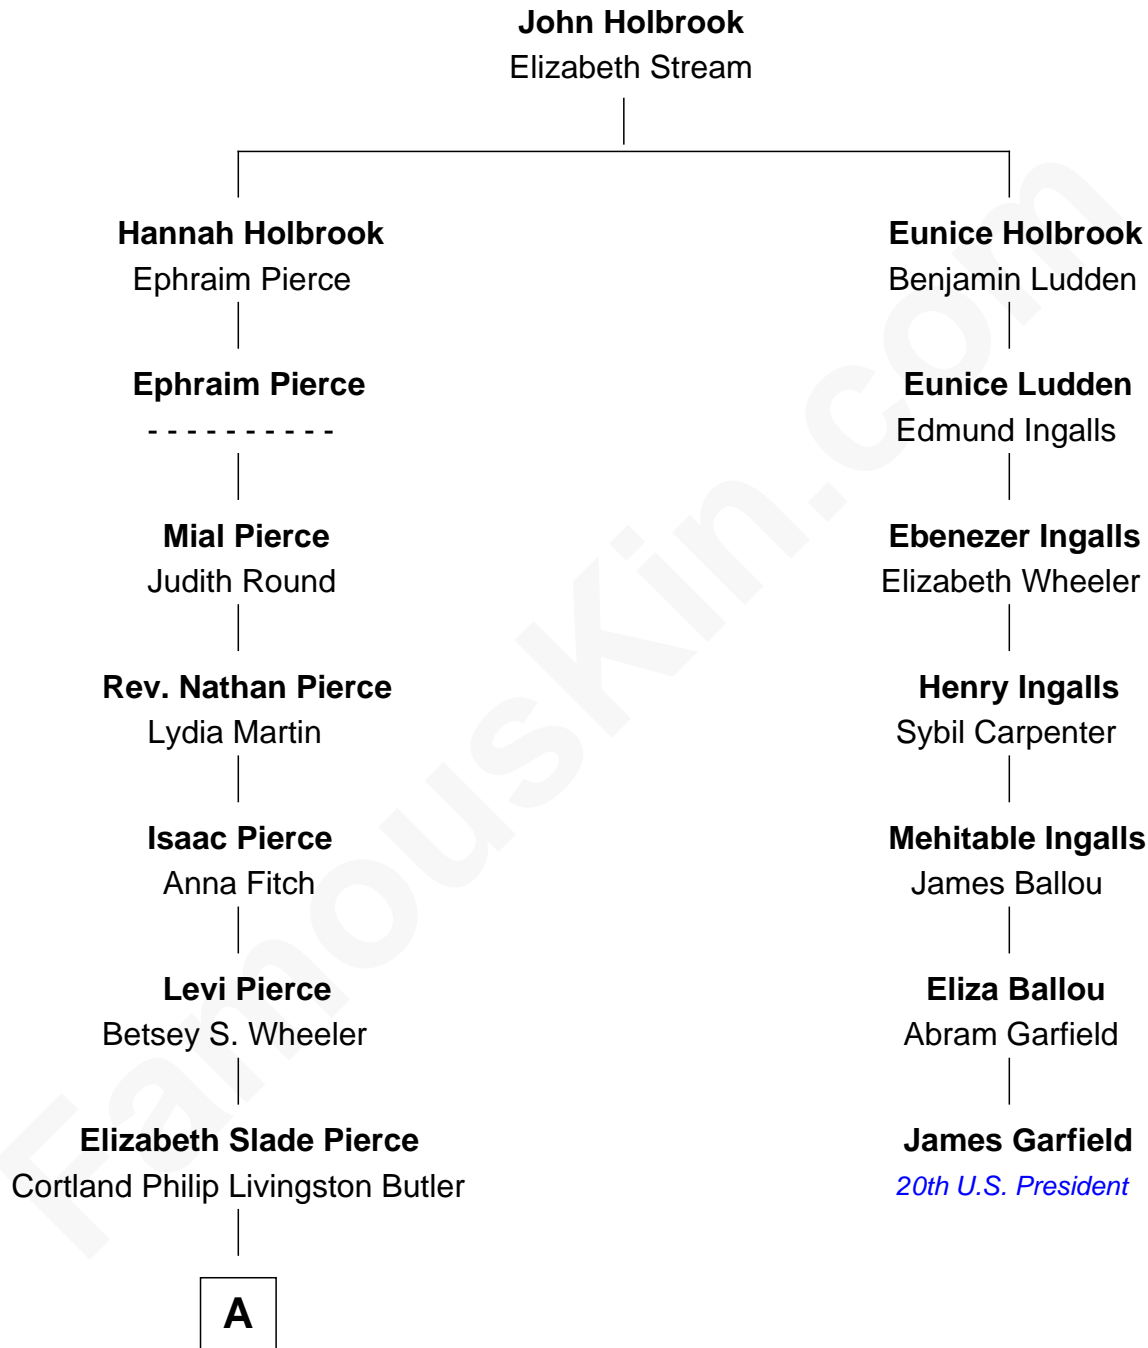 John Holbrook
Elizabeth Stream
Hannah Holbrook
Ephraim Pierce
Eunice Holbrook
Benjamin Ludden
Ephraim Pierce
- - - - - - - - - -
Eunice Ludden
Edmund Ingalls
Mial Pierce
Judith Round
Ebenezer Ingalls
Elizabeth Wheeler
Rev. Nathan Pierce
Lydia Martin
Henry Ingalls
Sybil Carpenter
Isaac Pierce
Anna Fitch
Mehitable Ingalls
James Ballou
Levi Pierce
Betsey S. Wheeler
Eliza Ballou
Abram Garfield
Elizabeth Slade Pierce
Cortland Philip Livingston Butler
James Garfield
20th U.S. President
A
FamousKin.com